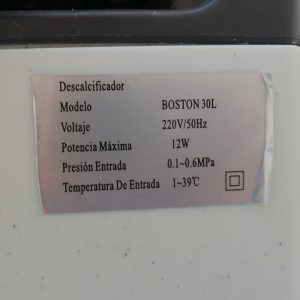 Descalcificador
Modelo BOSTON 30L
Voltaje 220V/50Hz
Potencia Máxima 12W
Presión Entrada 0.1~0.6MPa
Temperatura De Entrada 1~39℃